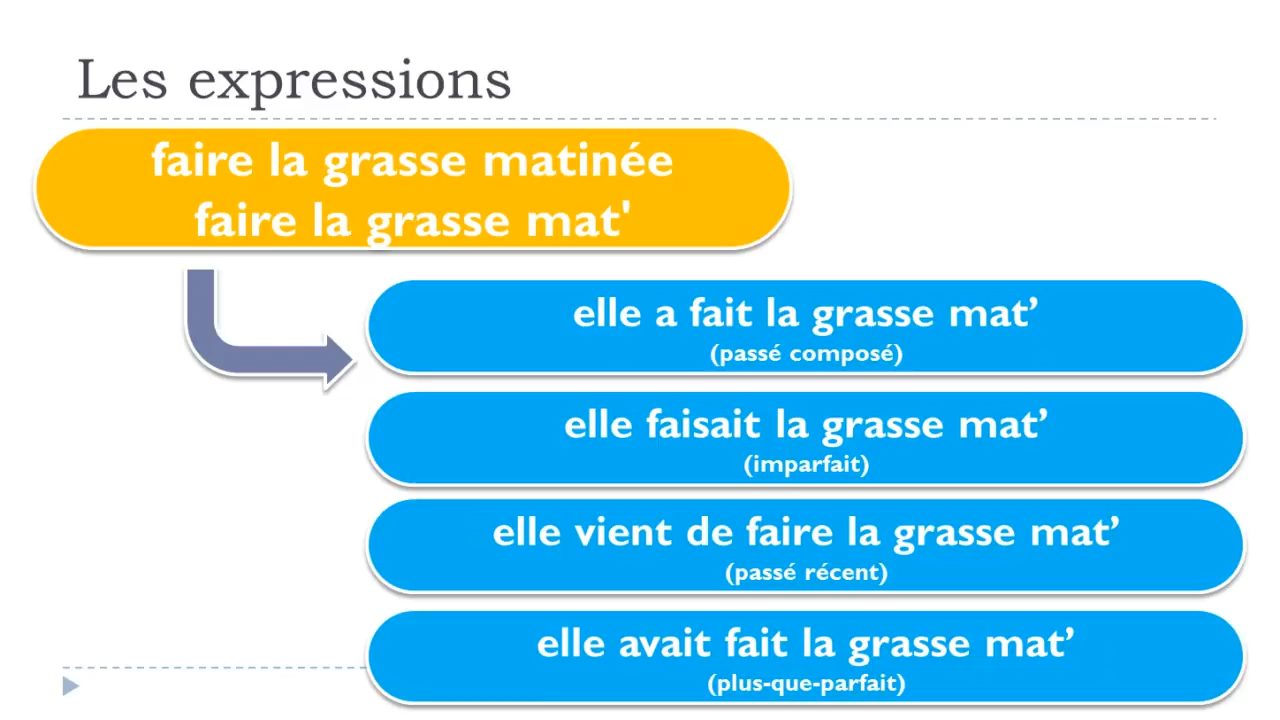 Les expressions
faire la grasse matinée
faire la grasse mat'
elle a fait la grasse mat’
(passé composé)
elle faisait la grasse mat’
(imparfait)
elle vient de faire la grasse mat’
(passé récent)
elle avait fait la grasse mat’
(plus-que-parfait)